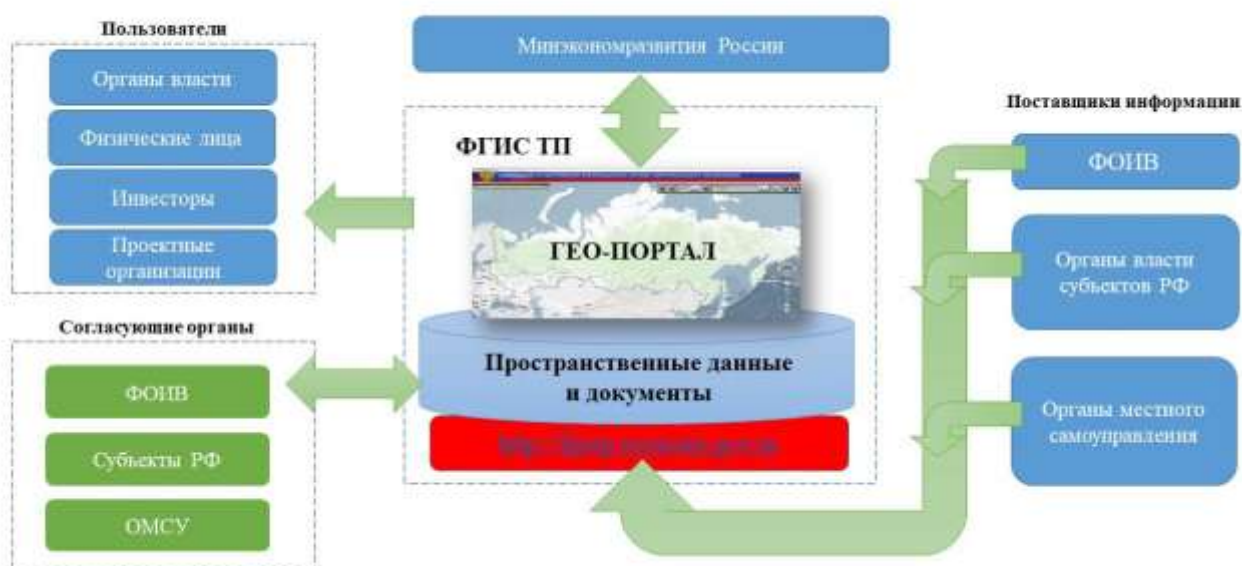 Пользователи
Органы власти
Физические лица
Инвесторы
Проектные
организации
Согласующие органы
ФОИВ
Субъекты РФ
ОМСУ
Минэкономразвития России
ФГИС ТП
ГЕО-ПОРТАЛ
Пространственные данные
и документы
Поставщики информации
ФОИВ
Органы власти
субъектов РФ
Органы местного
самоуправления